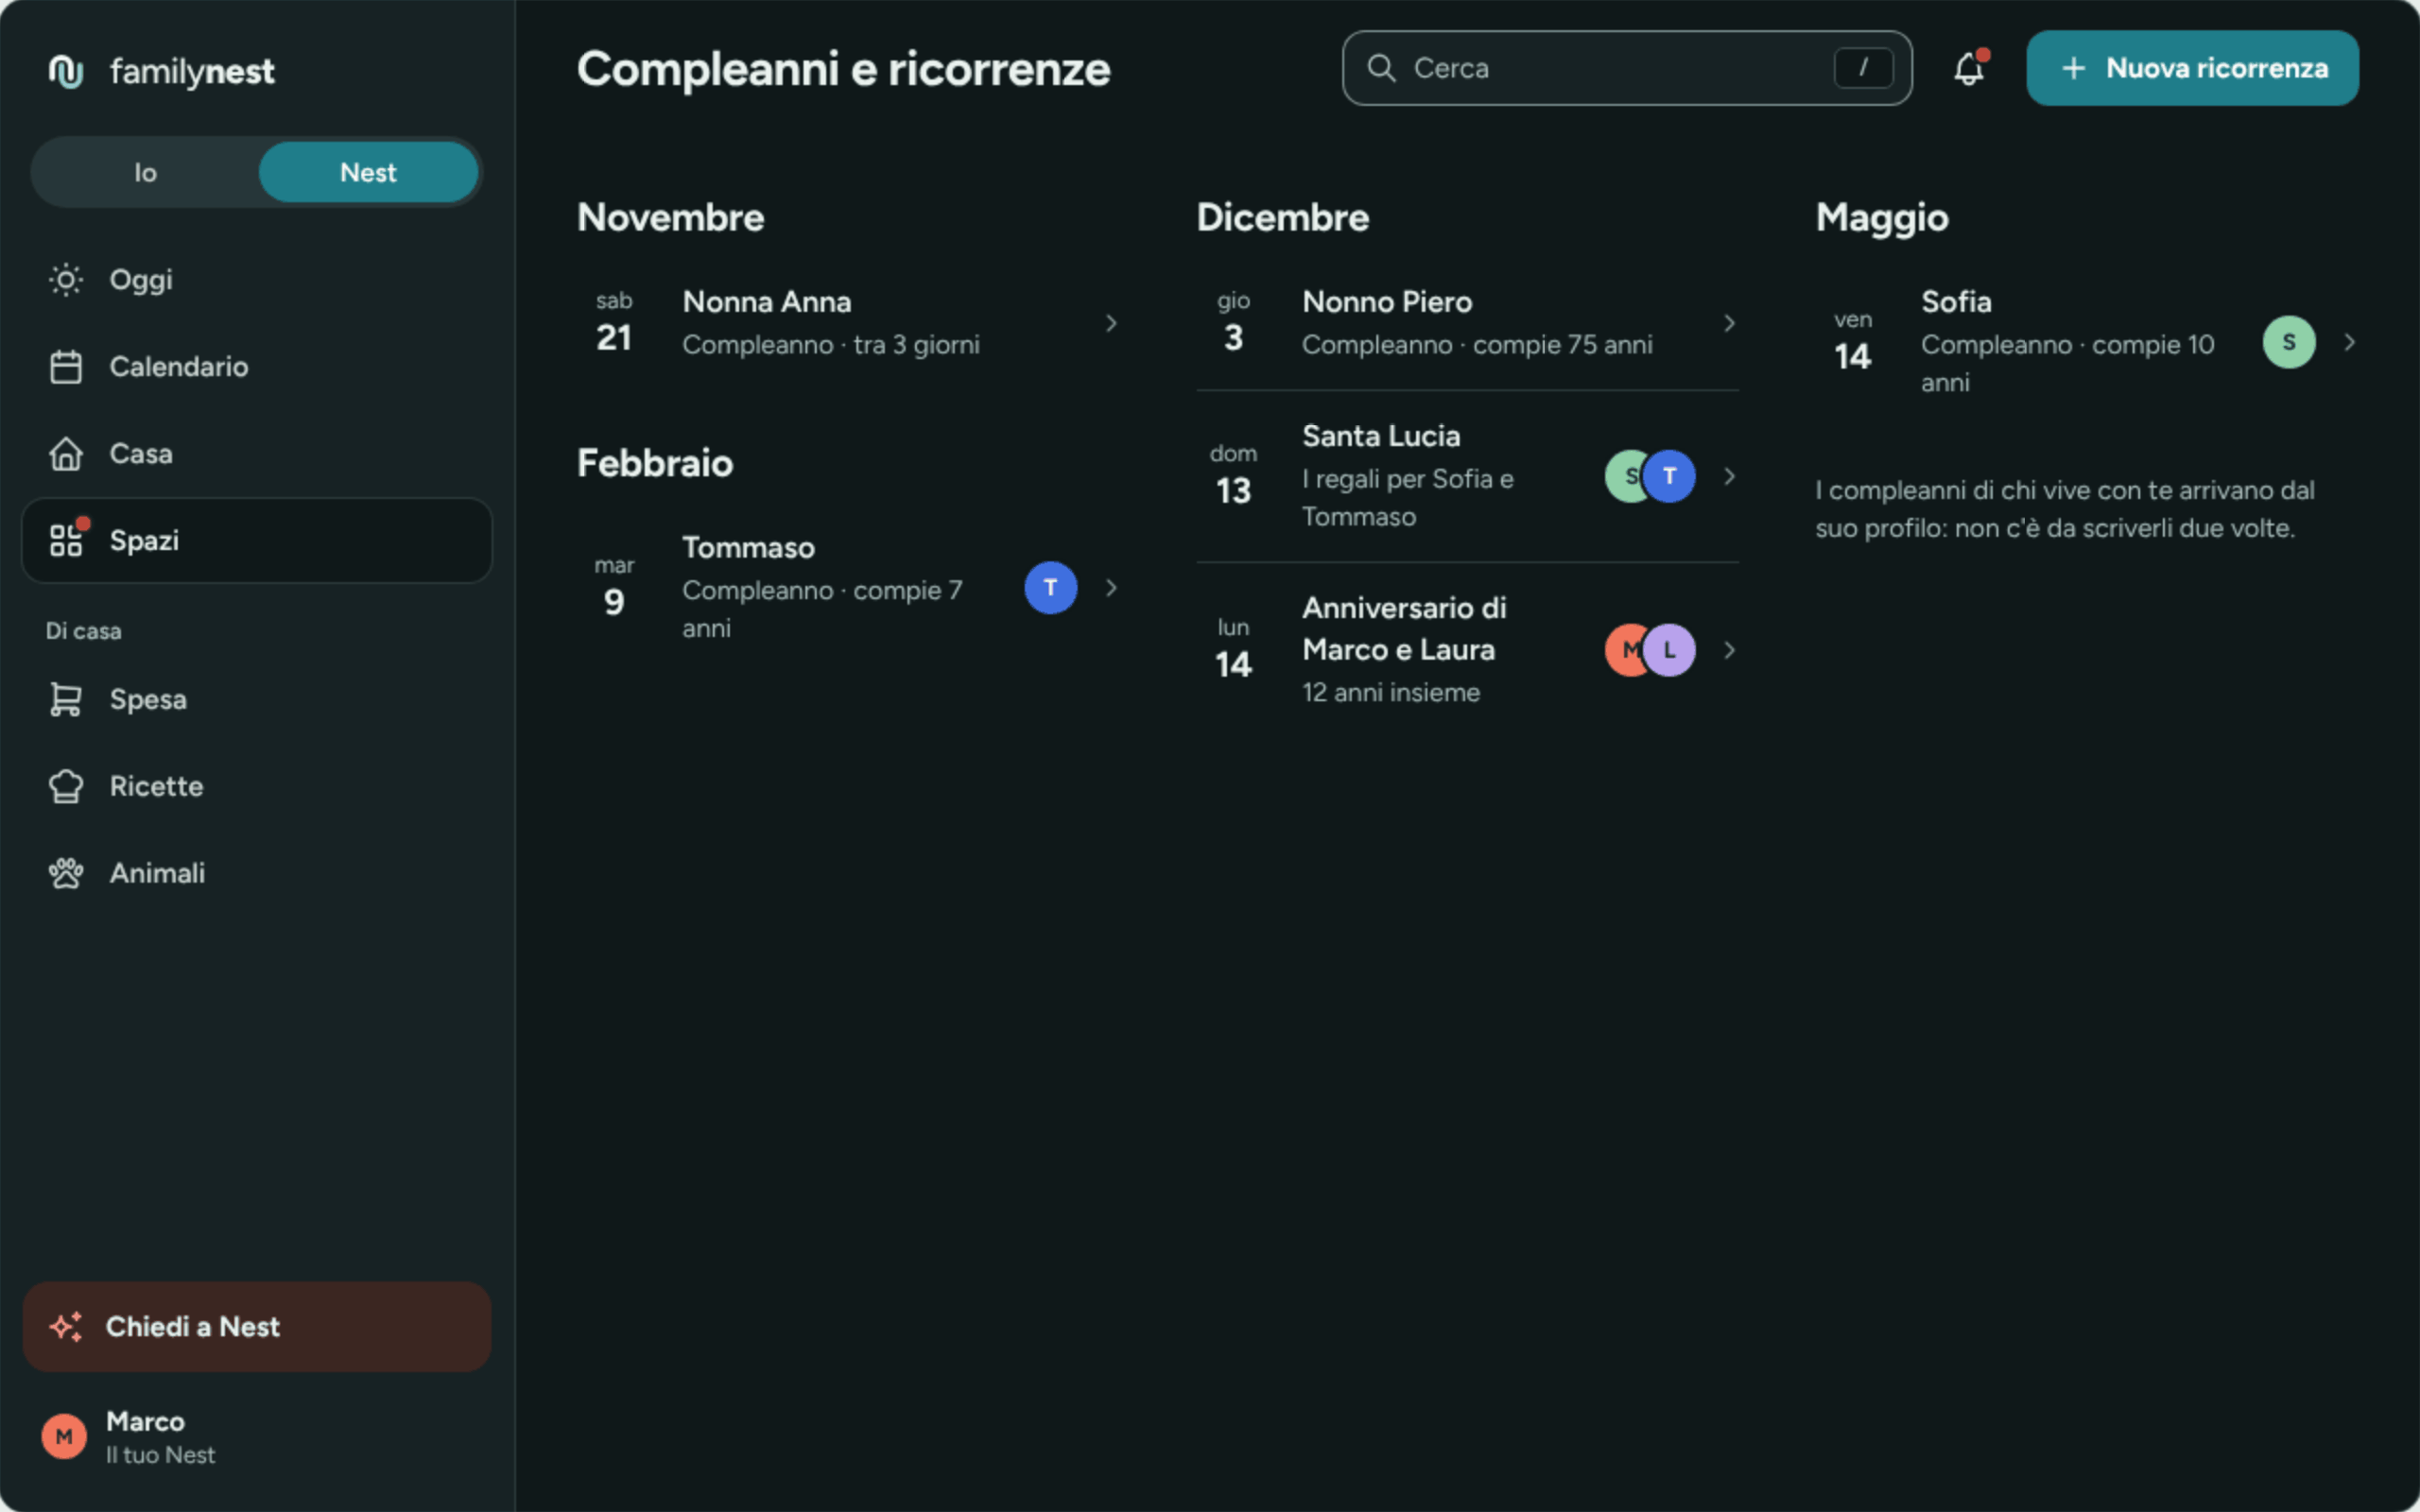 familynest
Io
Nest
Oggi
Calendario
Casa
Spazi
Di casa
Spesa
Ricette
Animali
Chiedi a Nest
M
Marco
Il tuo Nest
Compleanni e ricorrenze
Cerca
/
+ Nuova ricorrenza
Novembre
sab
21
Nonna Anna
Compleanno · tra 3 giorni
Febbraio
mar
9
Tommaso
Compleanno · compie 7
anni
T
Dicembre
gio
3
Nonno Piero
Compleanno · compie 75 anni
dom
13
Santa Lucia
I regali per Sofia e
Tommaso
S
T
lun
14
Anniversario di
Marco e Laura
12 anni insieme
M
L
Maggio
ven
14
Sofia
Compleanno · compie 10
anni
S
I compleanni di chi vive con te arrivano dal
suo profilo: non c'è da scriverli due volte.